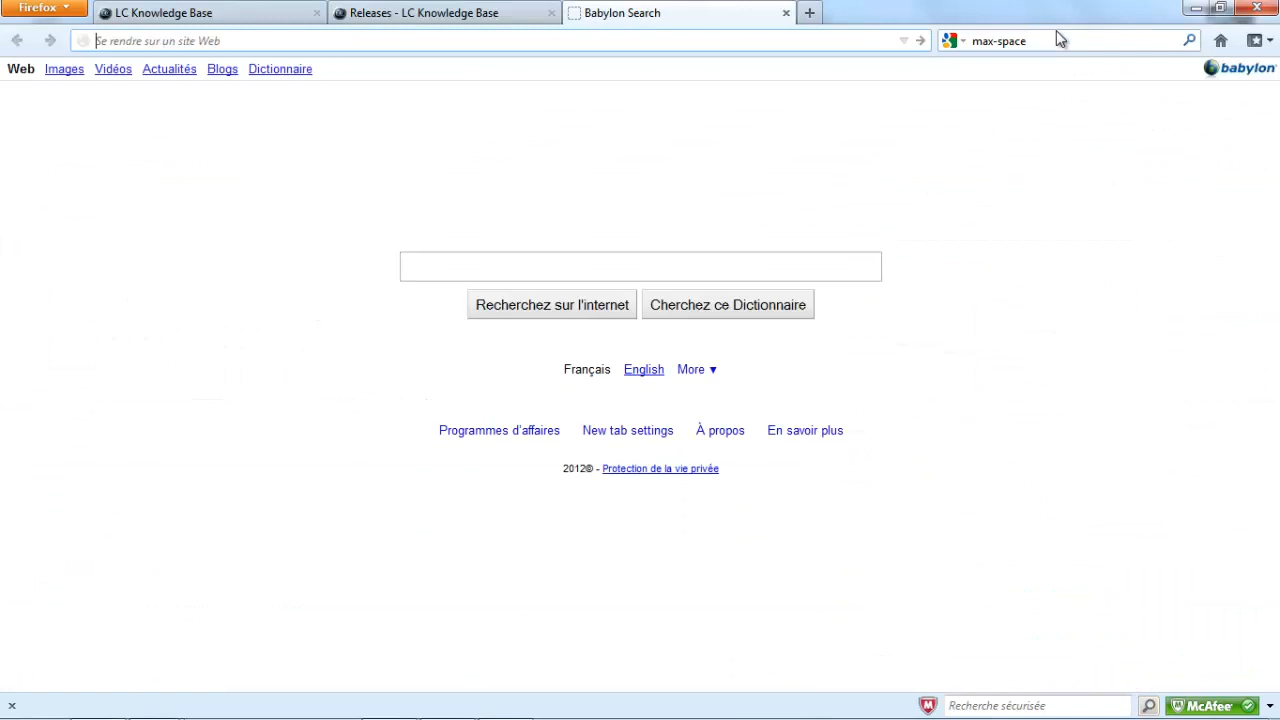 Firefox
LC Knowledge Base
Releases - LC Knowledge Base
Babylon Search
Se rendre sur un site Web
max-space
Web Images Vidéos Actualités Blogs Dictionnaire
babylon
Recherchez sur l'internet
Cherchez ce Dictionnaire
Français English More ▼
Programmes d'affaires New tab settings À propos En savoir plus
2012© - Protection de la vie privée
Recherche sécurisée
McAfee